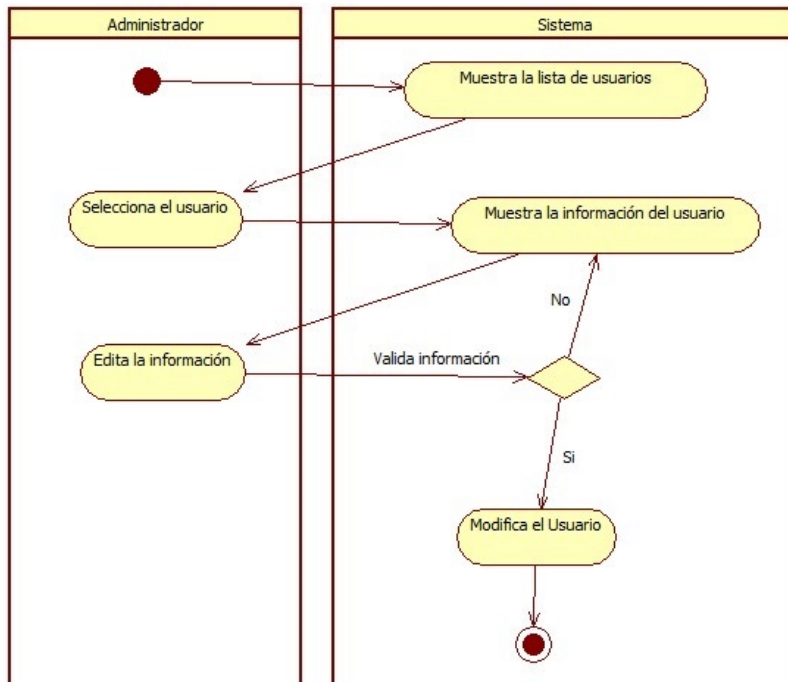 Administrador
Sistema
Muestra la lista de usuarios
Selecciona el usuario
Muestra la información del usuario
No
Edita la información
Valida información
Si
Modifica el Usuario